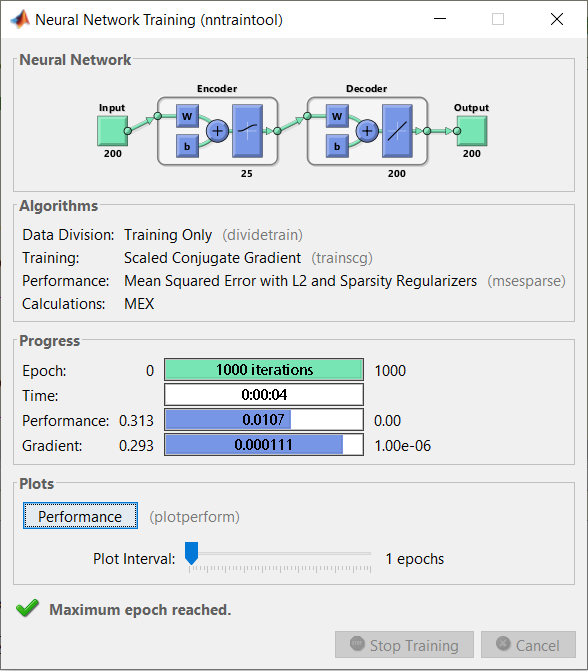 Neural Network Training (nntraintool)
Neural Network
Encoder Decoder
Input Output
W W
b b
200 200
25 200
Algorithms
Data Division: Training Only (dividetrain)
Training: Scaled Conjugate Gradient (trainscg)
Performance: Mean Squared Error with L2 and Sparsity Regularizers (msesparse)
Calculations: MEX
Progress
Epoch: 0 1000 iterations 1000
Time: 0:00:04
Performance: 0.313 0.0107 0.00
Gradient: 0.293 0.000111 1.00e-06
Plots
Performance (plotperform)
Plot Interval: 1 epochs
Maximum epoch reached.
Stop Training Cancel